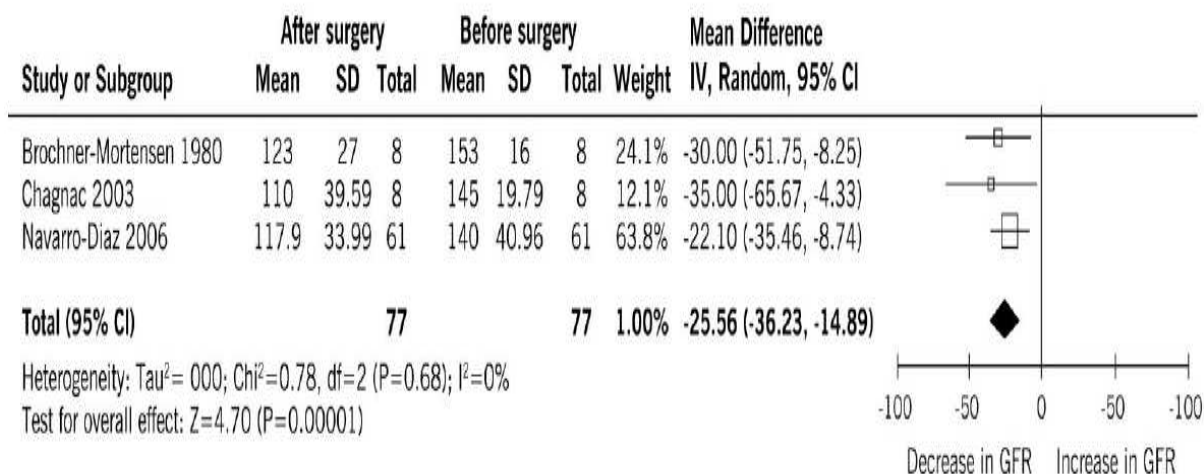 After surgery Before surgery Mean Difference
Study or Subgroup Mean SD Total Mean SD Total Weight IV, Random, 95% CI
Brochner-Mortensen 1980 123 27 8 153 16 8 24.1% -30.00 (-51.75, -8.25)
Chagnac 2003 110 39.59 8 145 19.79 8 12.1% -35.00 (-65.67, -4.33)
Navarro-Diaz 2006 117.9 33.99 61 140 40.96 61 63.8% -22.10 (-35.46, -8.74)
Total (95% CI) 77 77 1.00% -25.56 (-36.23, -14.89)
Heterogeneity: Tau²= 000; Chi²=0.78, df=2 (P=0.68); I²=0%
Test for overall effect: Z=4.70 (P=0.00001)
-100 -50 0 -50 -100
Decrease in GFR Increase in GFR